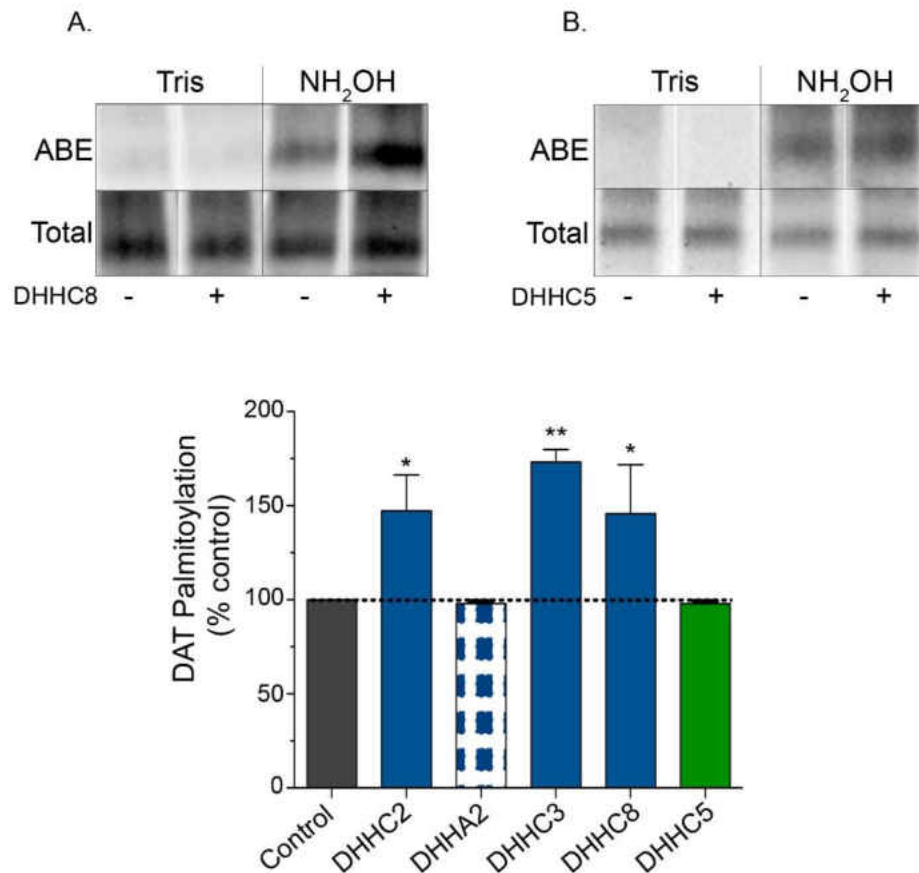 A. B.
Tris NH₂OH Tris NH₂OH
ABE ABE
Total Total
DHHC8 - + - + DHHC5 - + - +
200
**
* *
150
100
50
0
DAT Palmitoylation
(% control)
Control DHHC2 DHHA2 DHHC3 DHHC8 DHHC5